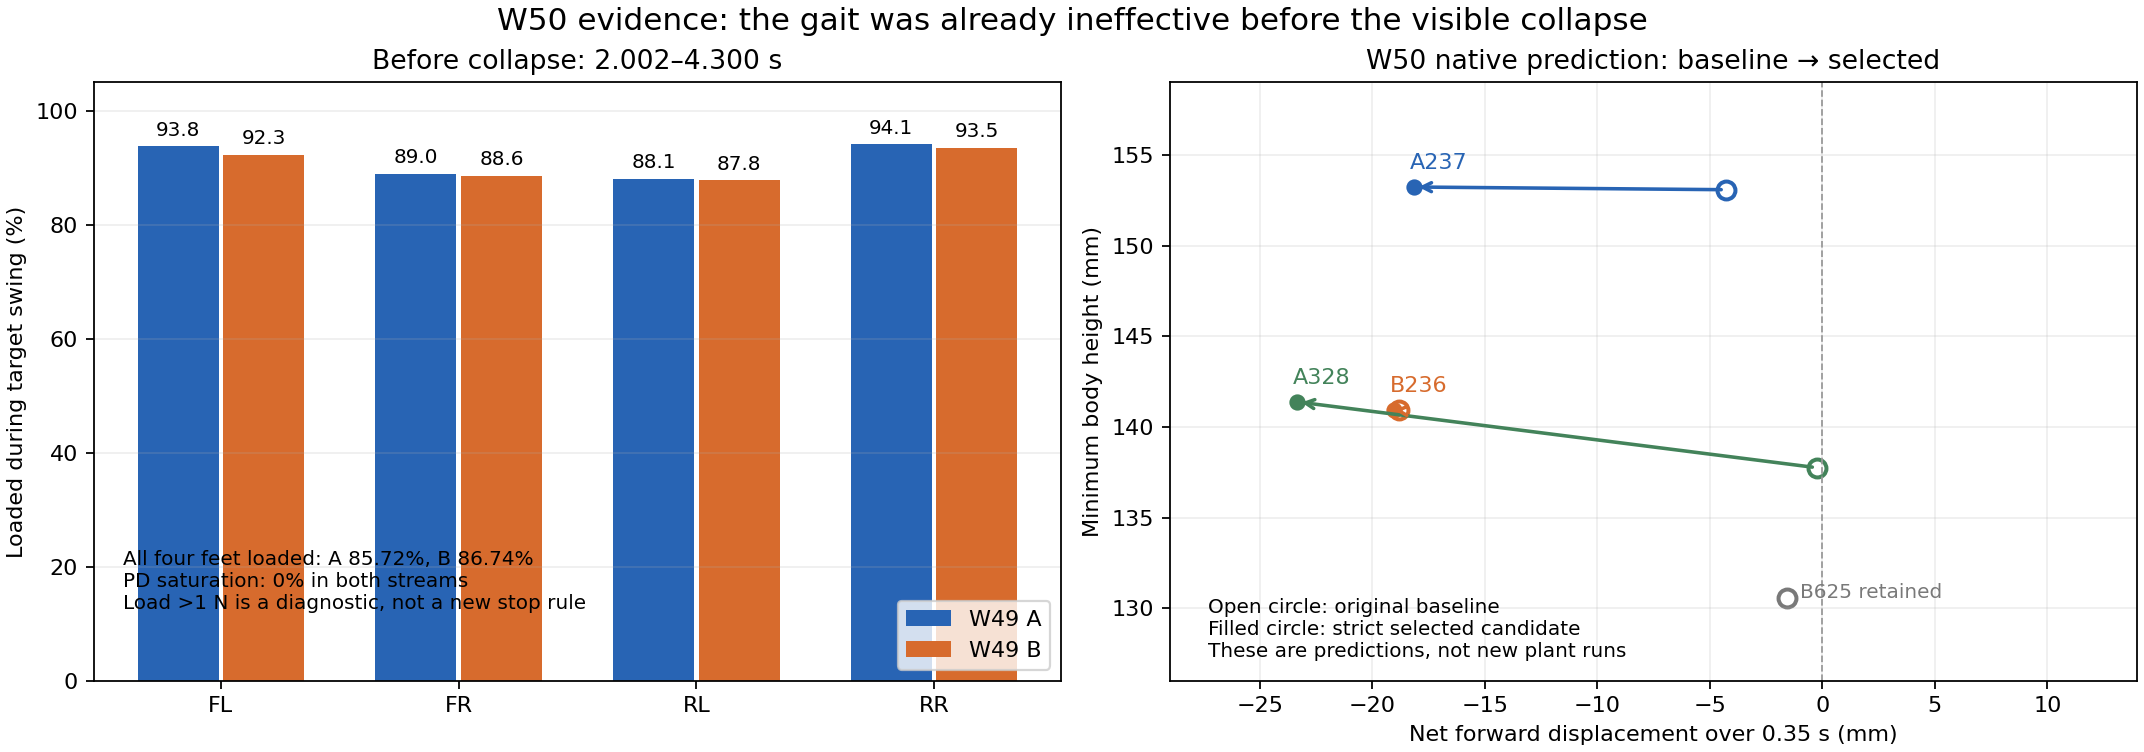 W50 evidence: the gait was already ineffective before the visible collapse
Before collapse: 2.002–4.300 s
Loaded during target swing (%)
100
80
60
40
20
0
93.8
92.3
89.0
88.6
88.1
87.8
94.1
93.5
All four feet loaded: A 85.72%, B 86.74%
PD saturation: 0% in both streams
Load >1 N is a diagnostic, not a new stop rule
W49 A
W49 B
FL
FR
RL
RR
W50 native prediction: baseline → selected
Minimum body height (mm)
155
150
145
140
135
130
A237
A328
B236
B625 retained
Open circle: original baseline
Filled circle: strict selected candidate
These are predictions, not new plant runs
−25
−20
−15
−10
−5
0
5
10
Net forward displacement over 0.35 s (mm)